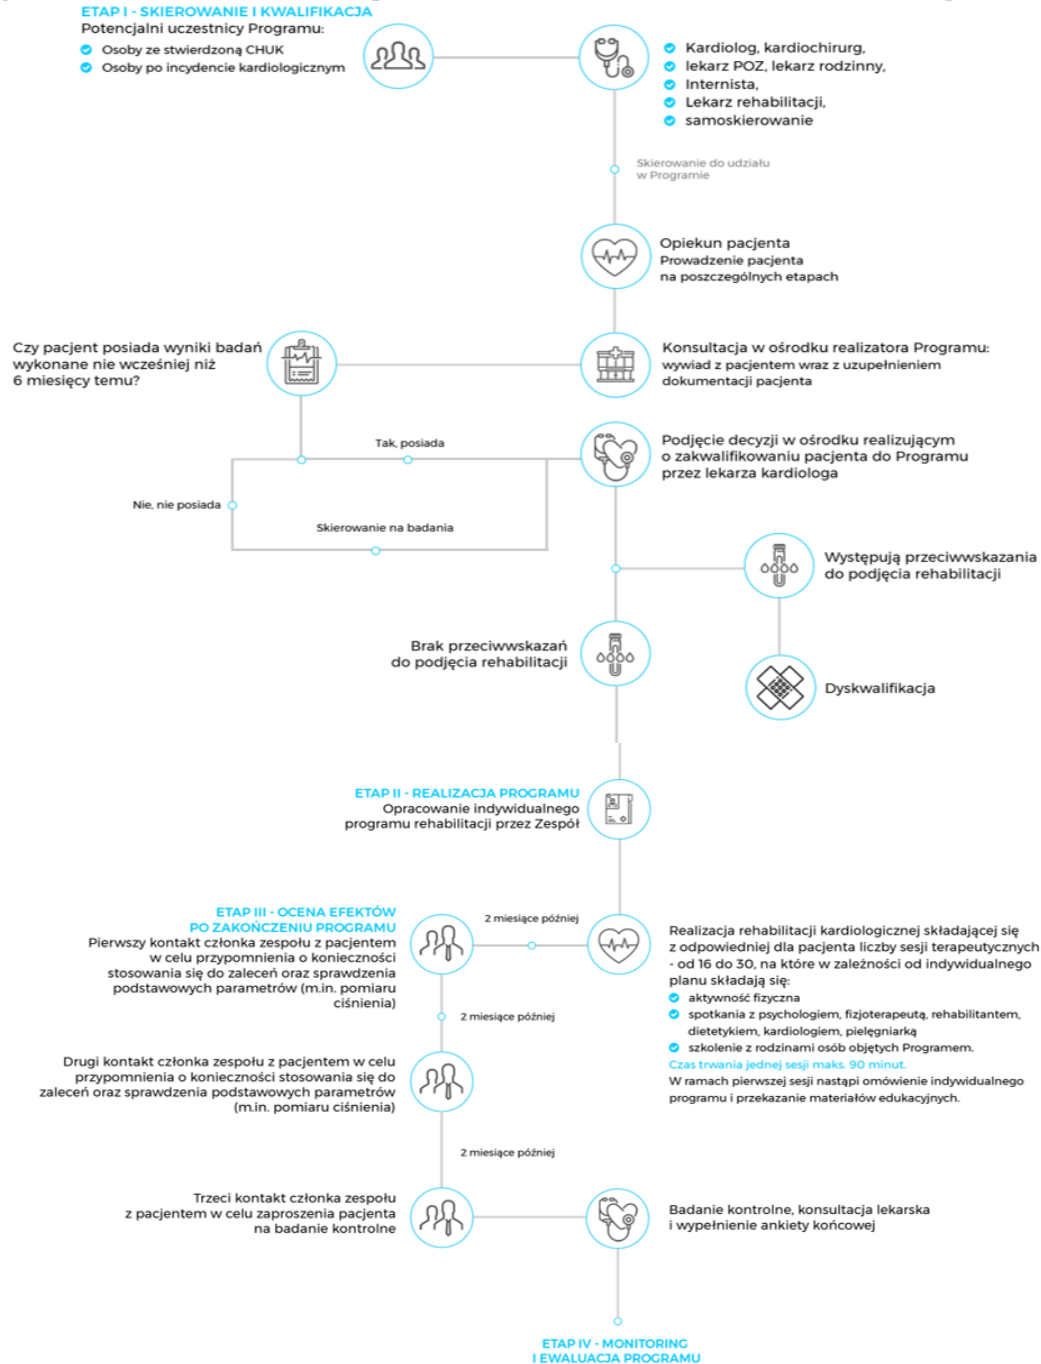 ETAP I - SKIEROWANIE I KWALIFIKACJA
Potencjalni uczestnicy Programu:
Osoby ze stwierdzoną CHUK
Osoby po incydencie kardiologicznym
Kardiolog, kardiochirurg,
lekarz POZ, lekarz rodzinny,
Internista,
Lekarz rehabilitacji,
samoskierowanie
Skierowanie do udziału
w Programie
Opiekun pacjenta
Prowadzenie pacjenta
na poszczególnych etapach
Czy pacjent posiada wyniki badań
wykonane nie wcześniej niż
6 miesięcy temu?
Konsultacja w ośrodku realizatora Programu:
wywiad z pacjentem wraz z uzupełnieniem
dokumentacji pacjenta
Tak, posiada
Nie, nie posiada
Skierowanie na badania
Podjęcie decyzji w ośrodku realizującym
o zakwalifikowaniu pacjenta do Programu
przez lekarza kardiologa
Występują przeciwwskazania
do podjęcia rehabilitacji
Brak przeciwwskazań
do podjęcia rehabilitacji
Dyskwalifikacja
ETAP II - REALIZACJA PROGRAMU
Opracowanie indywidualnego
programu rehabilitacji przez Zespół
ETAP III - OCENA EFEKTÓW
PO ZAKOŃCZENIU PROGRAMU
Pierwszy kontakt członka zespołu z pacjentem
w celu przypomnienia o konieczności
stosowania się do zaleceń oraz sprawdzenia
podstawowych parametrów (m.in. pomiaru
ciśnienia)
2 miesiące później
Realizacja rehabilitacji kardiologicznej składającej się
z odpowiedniej dla pacjenta liczby sesji terapeutycznych
- od 16 do 30, na które w zależności od indywidualnego
planu składają się:
aktywność fizyczna
spotkania z psychologiem, fizjoterapeutą, rehabilitantem,
dietetykiem, kardiologiem, pielęgniarką
szkolenie z rodzinami osób objętych Programem.
Czas trwania jednej sesji maks. 90 minut.
W ramach pierwszej sesji nastąpi omówienie indywidualnego
programu i przekazanie materiałów edukacyjnych.
2 miesiące później
Drugi kontakt członka zespołu z pacjentem w celu
przypomnienia o konieczności stosowania się do
zaleceń oraz sprawdzenia podstawowych parametrów
(m.in. pomiaru ciśnienia)
2 miesiące później
Trzeci kontakt członka zespołu
z pacjentem w celu zaproszenia pacjenta
na badanie kontrolne
Badanie kontrolne, konsultacja lekarska
i wypełnienie ankiety końcowej
ETAP IV - MONITORING
I EWALUACJA PROGRAMU